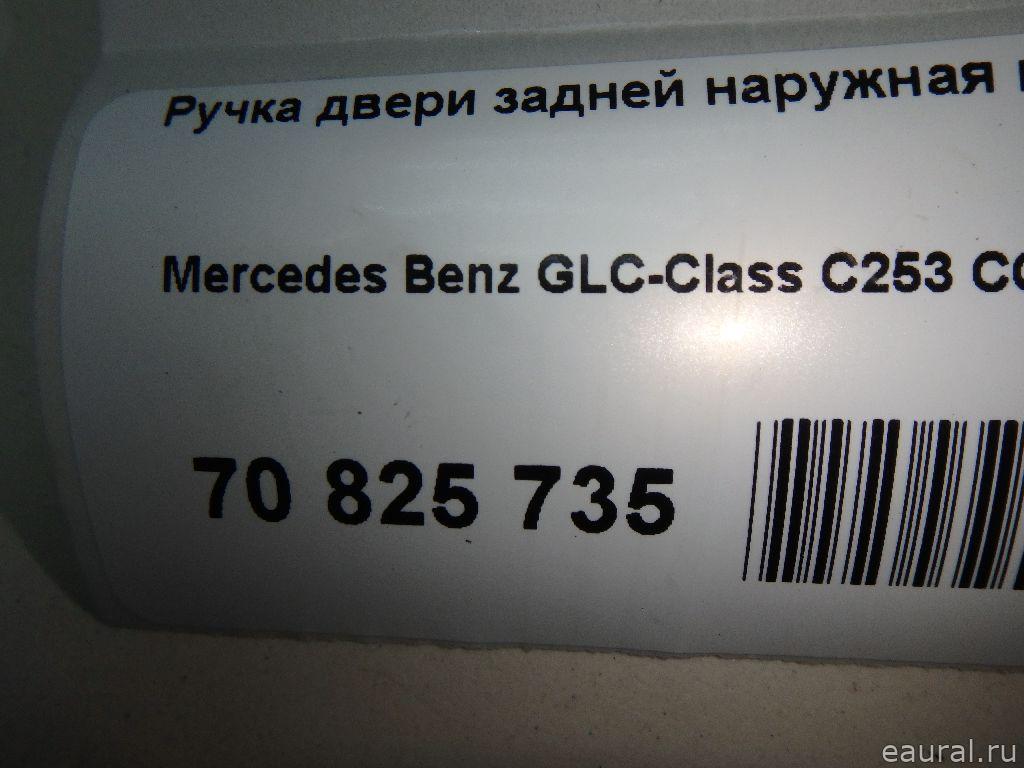 Ручка двери задней наружная
Mercedes Benz GLC-Class C253
70 825 735
eaural.ru